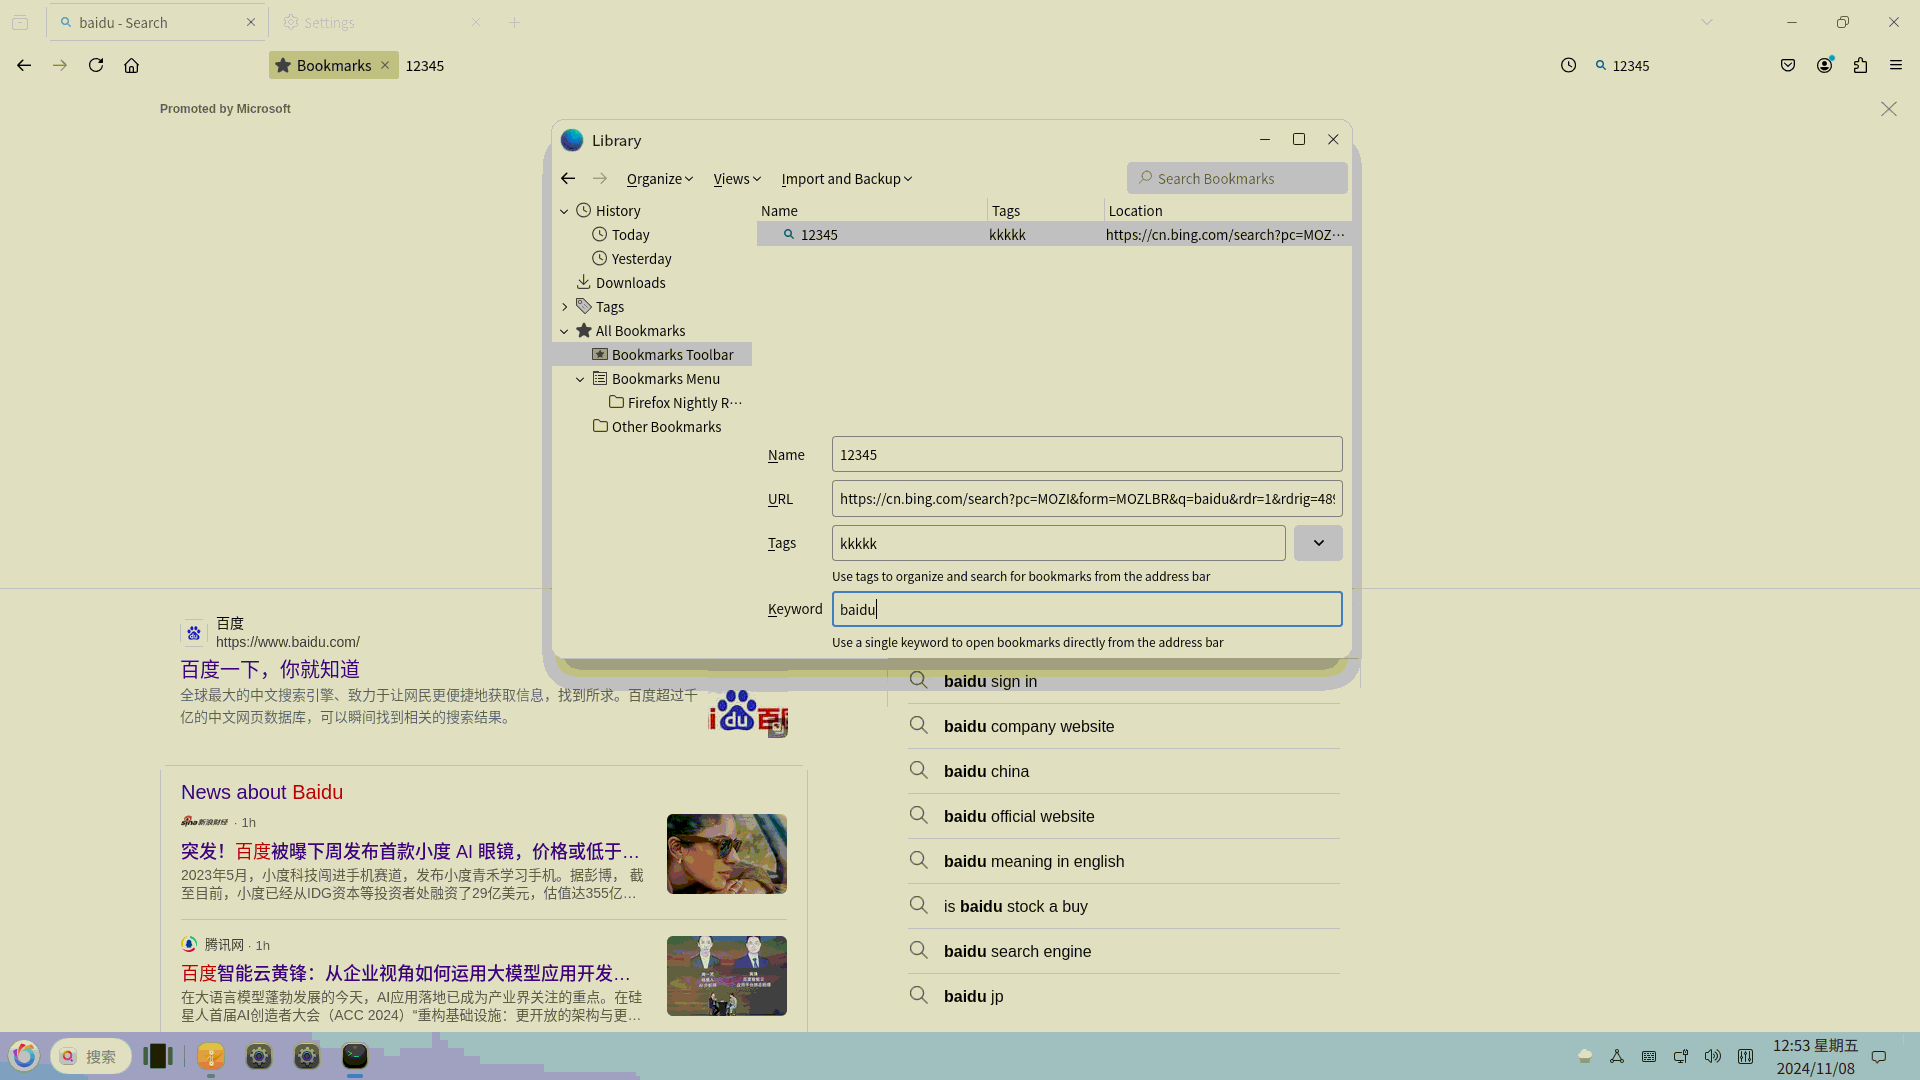 baidu - Search
Settings
Bookmarks
12345
12345
Promoted by Microsoft
Library
Organize
Views
Import and Backup
Search Bookmarks
History
Today
Yesterday
Downloads
Tags
All Bookmarks
Bookmarks Toolbar
Bookmarks Menu
Firefox Nightly R…
Other Bookmarks
Name
Tags
Location
12345
kkkkk
https://cn.bing.com/search?pc=MOZ…
Name
12345
URL
https://cn.bing.com/search?pc=MOZI&form=MOZLBR&q=baidu&rdr=1&rdrig=48
Tags
kkkkk
Use tags to organize and search for bookmarks from the address bar
Keyword
baidu
Use a single keyword to open bookmarks directly from the address bar
百度
https://www.baidu.com/
百度一下，你就知道
全球最大的中文搜索引擎、致力于让网民更便捷地获取信息，找到所求。百度超过千
亿的中文网页数据库，可以瞬间找到相关的搜索结果。
News about Baidu
sina新浪财经 · 1h
突发！百度被曝下周发布首款小度 AI 眼镜，价格或低于…
2023年5月，小度科技闯进手机赛道，发布小度青禾学习手机。据彭博， 截
至目前，小度已经从IDG资本等投资者处融资了29亿美元，估值达355亿…
腾讯网 · 1h
百度智能云黄锋：从企业视角如何运用大模型应用开发…
在大语言模型蓬勃发展的今天，AI应用落地已成为产业界关注的重点。在硅
星人首届AI创造者大会（ACC 2024）“重构基础设施：更开放的架构与更…
baidu sign in
baidu company website
baidu china
baidu official website
baidu meaning in english
is baidu stock a buy
baidu search engine
baidu jp
搜索
12:53 星期五
2024/11/08